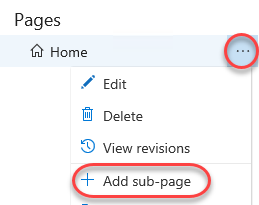 Pages
Home ...
Edit
Delete
View revisions
Add sub-page